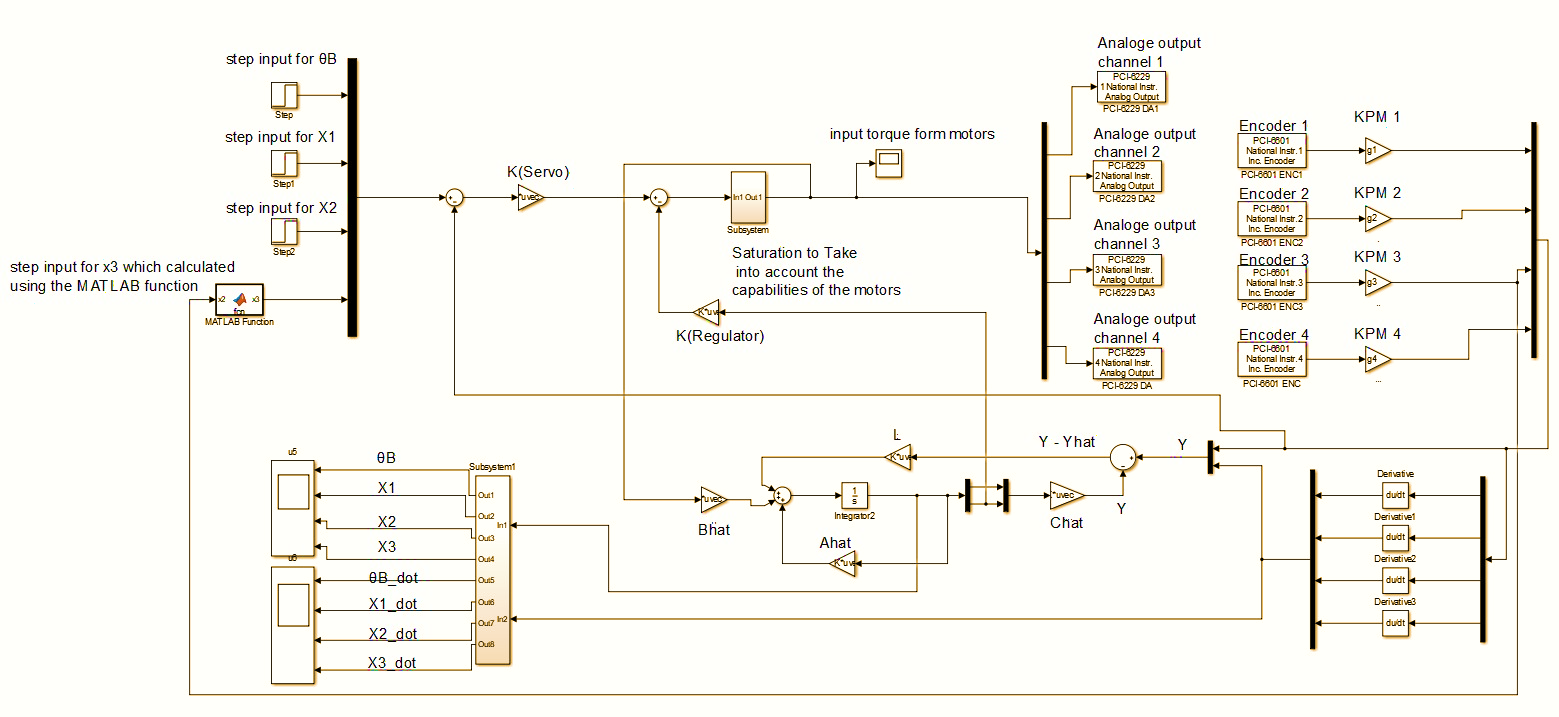 step input for θB
Step
step input for X1
Step1
step input for X2
Step2
step input for x3 which calculated
using the MATLAB function
x2
x3
fcn
MATLAB Function
K(Servo)
*uvec
In1 Out1
Subsystem
Saturation to Take
into account the
capabilities of the motors
K*uv
K(Regulator)
input torque form motors
Analoge output
channel 1
PCI-6229
1 National Instr.
Analog Output
PCI-6229 DA1
Analoge output
channel 2
PCI-6229
2 National Instr.
Analog Output
PCI-6229 DA2
Analoge output
channel 3
PCI-6229
3 National Instr.
Analog Output
PCI-6229 DA3
Analoge output
channel 4
PCI-6229
4 National Instr.
Analog Output
PCI-6229 DA
Encoder 1
PCI-6601
National Instr. 1
Inc. Encoder
PCI-6601 ENC1
KPM 1
g1
Encoder 2
PCI-6601
National Instr. 2
Inc. Encoder
PCI-6601 ENC2
KPM 2
g2
.
Encoder 3
PCI-6601
National Instr. 3
Inc. Encoder
PCI-6601 ENC3
KPM 3
g3
..
Encoder 4
PCI-6601
National Instr. 4
Inc. Encoder
PCI-6601 ENC
KPM 4
g4
...
u5
u6
θB
X1
X2
X3
θB_dot
X1_dot
X2_dot
X3_dot
Subsystem1
Out1
Out2
Out3
Out4
Out5
Out6
Out7
Out8
In1
In2
*uvec
Bhat
1
s
Integrator2
Ahat
K*uv
L
K*uv
*uvec
Chat
Y - Yhat
Y
Y
Derivative
du/dt
Derivative1
du/dt
Derivative2
du/dt
Derivative3
du/dt